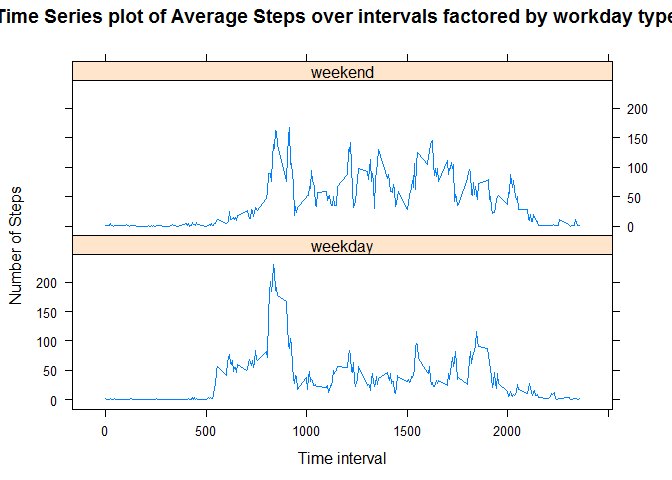 Time Series plot of Average Steps over intervals factored by workday type
weekend
200
150
100
50
0
Number of Steps
weekday
200
150
100
50
0
0 500 1000 1500 2000
Time interval